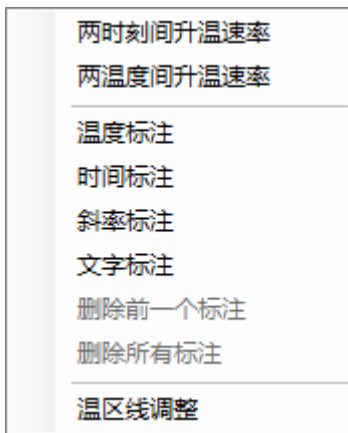 两时刻间升温速率
两温度间升温速率
温度标注
时间标注
斜率标注
文字标注
删除前一个标注
删除所有标注
温区线调整